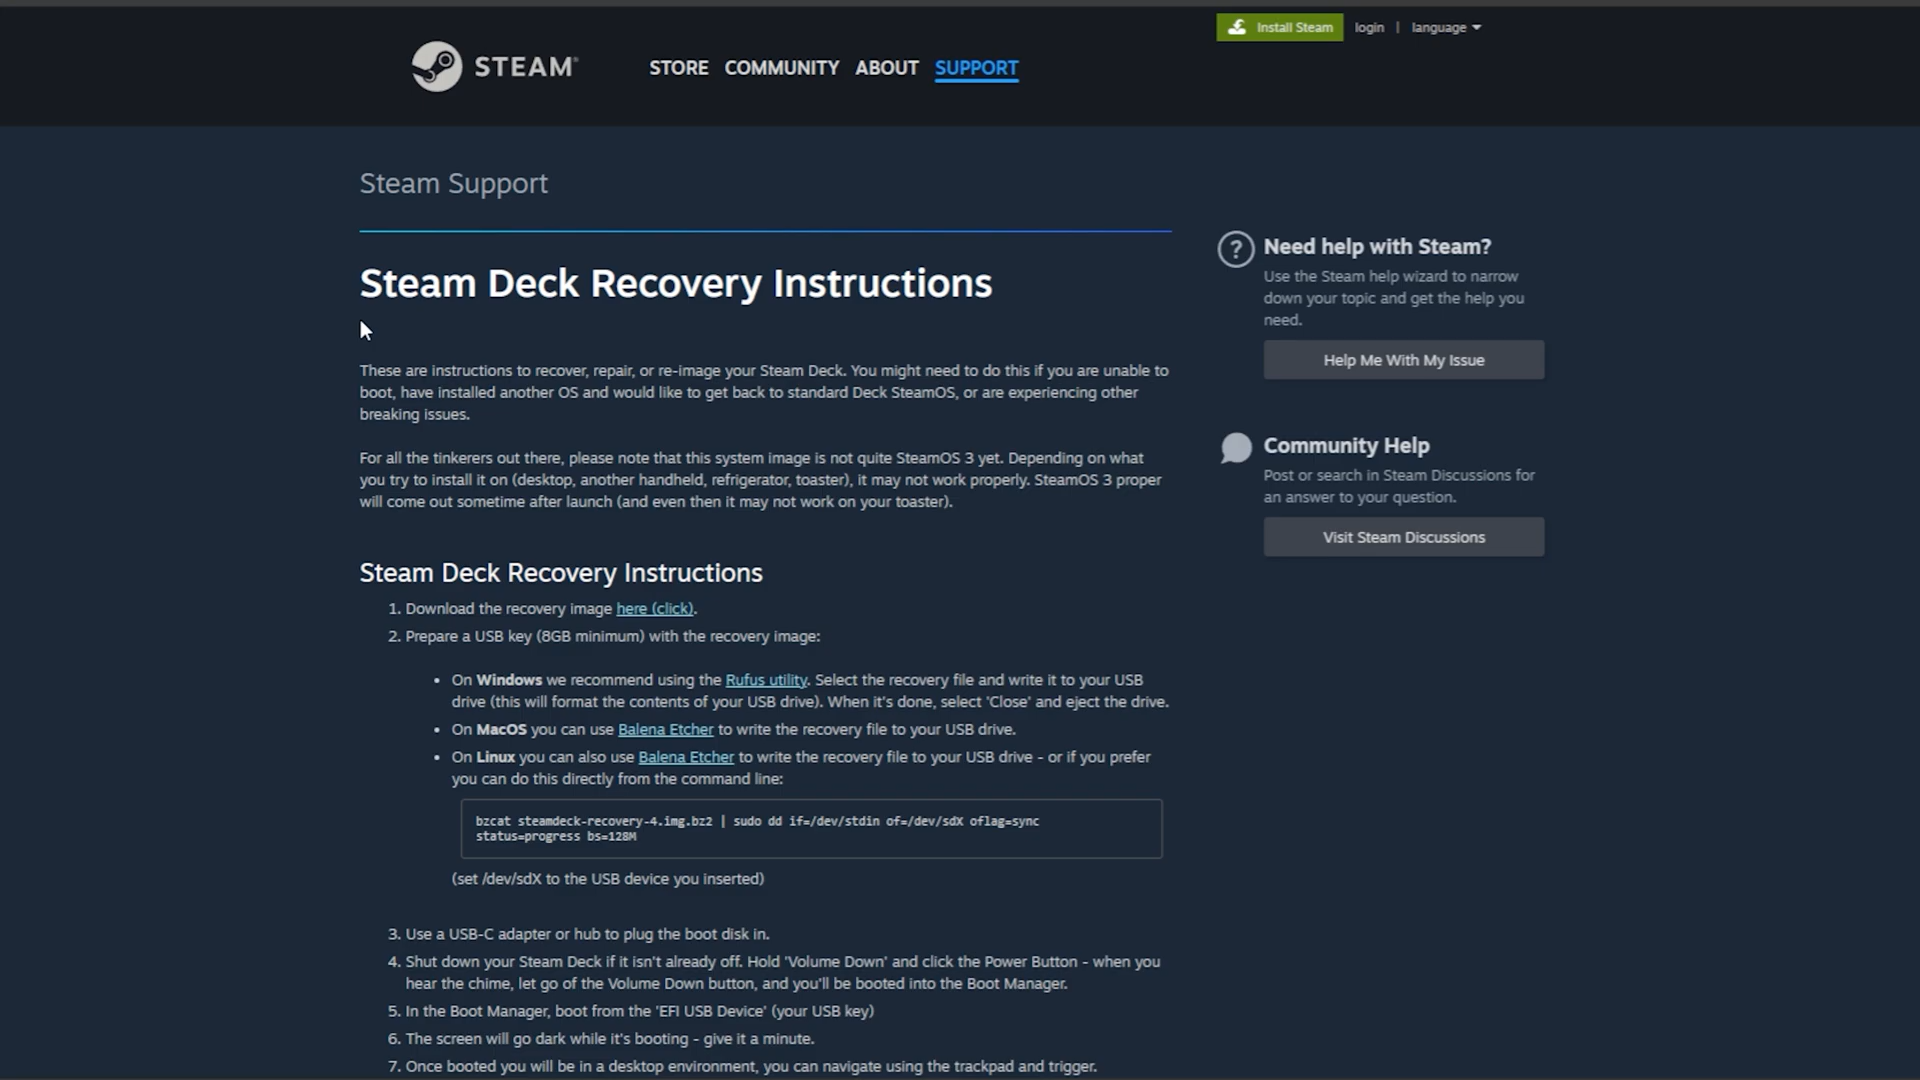 Install Steam login | language
STEAM® STORE COMMUNITY ABOUT SUPPORT
Steam Support
Steam Deck Recovery Instructions
These are instructions to recover, repair, or re-image your Steam Deck. You might need to do this if you are unable to
boot, have installed another OS and would like to get back to standard Deck SteamOS, or are experiencing other
breaking issues.
For all the tinkerers out there, please note that this system image is not quite SteamOS 3 yet. Depending on what
you try to install it on (desktop, another handheld, refrigerator, toaster), it may not work properly. SteamOS 3 proper
will come out sometime after launch (and even then it may not work on your toaster).
Steam Deck Recovery Instructions
1. Download the recovery image here (click).
2. Prepare a USB key (8GB minimum) with the recovery image:
• On Windows we recommend using the Rufus utility. Select the recovery file and write it to your USB
drive (this will format the contents of your USB drive). When it's done, select 'Close' and eject the drive.
• On MacOS you can use Balena Etcher to write the recovery file to your USB drive.
• On Linux you can also use Balena Etcher to write the recovery file to your USB drive - or if you prefer
you can do this directly from the command line:
bzcat steamdeck-recovery-4.img.bz2 | sudo dd if=/dev/stdin of=/dev/sdX oflag=sync
status=progress bs=128M
(set /dev/sdX to the USB device you inserted)
3. Use a USB-C adapter or hub to plug the boot disk in.
4. Shut down your Steam Deck if it isn't already off. Hold 'Volume Down' and click the Power Button - when you
hear the chime, let go of the Volume Down button, and you'll be booted into the Boot Manager.
5. In the Boot Manager, boot from the 'EFI USB Device' (your USB key)
6. The screen will go dark while it's booting - give it a minute.
7. Once booted you will be in a desktop environment, you can navigate using the trackpad and trigger.
? Need help with Steam?
Use the Steam help wizard to narrow
down your topic and get the help you
need.
Help Me With My Issue
Community Help
Post or search in Steam Discussions for
an answer to your question.
Visit Steam Discussions